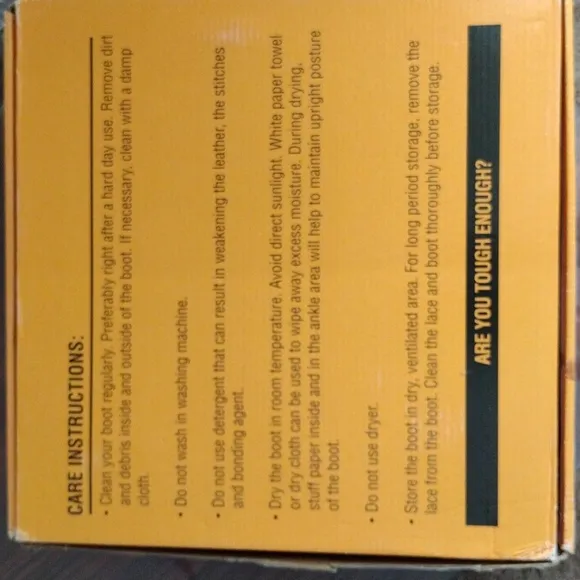 CARE INSTRUCTIONS:
• Clean your boot regularly. Preferably right after a hard day use. Remove dirt
and debris inside and outside of the boot. If necessary, clean with a damp
cloth.
• Do not wash in washing machine.
• Do not use detergent that can result in weakening the leather, the stitches
and bonding agent.
• Dry the boot in room temperature. Avoid direct sunlight. White paper towel
or dry cloth can be used to wipe away excess moisture. During drying,
stuff paper inside and in the ankle area will help to maintain upright posture
of the boot.
• Do not use dryer.
• Store the boot in dry, ventilated area. For long period storage, remove the
lace from the boot. Clean the lace and boot thoroughly before storage.
ARE YOU TOUGH ENOUGH?